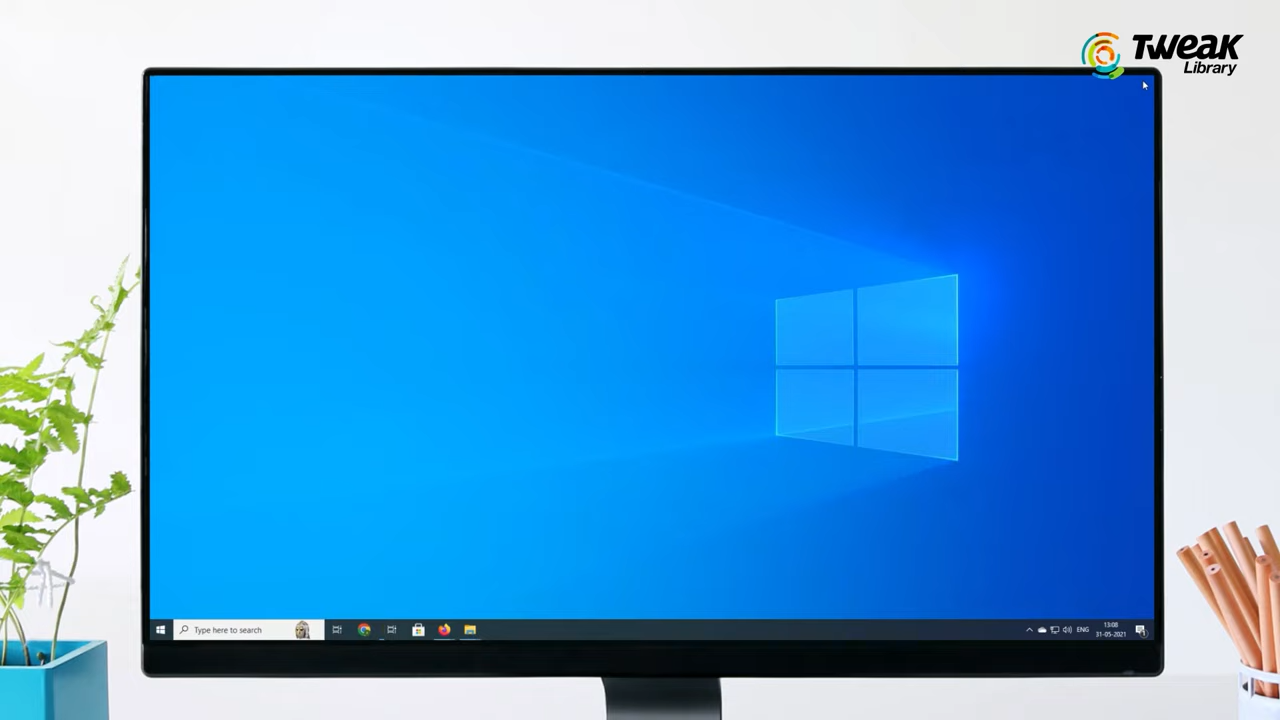 TWEAK
Library
Type here to search
ENG
13:08
31-05-2021